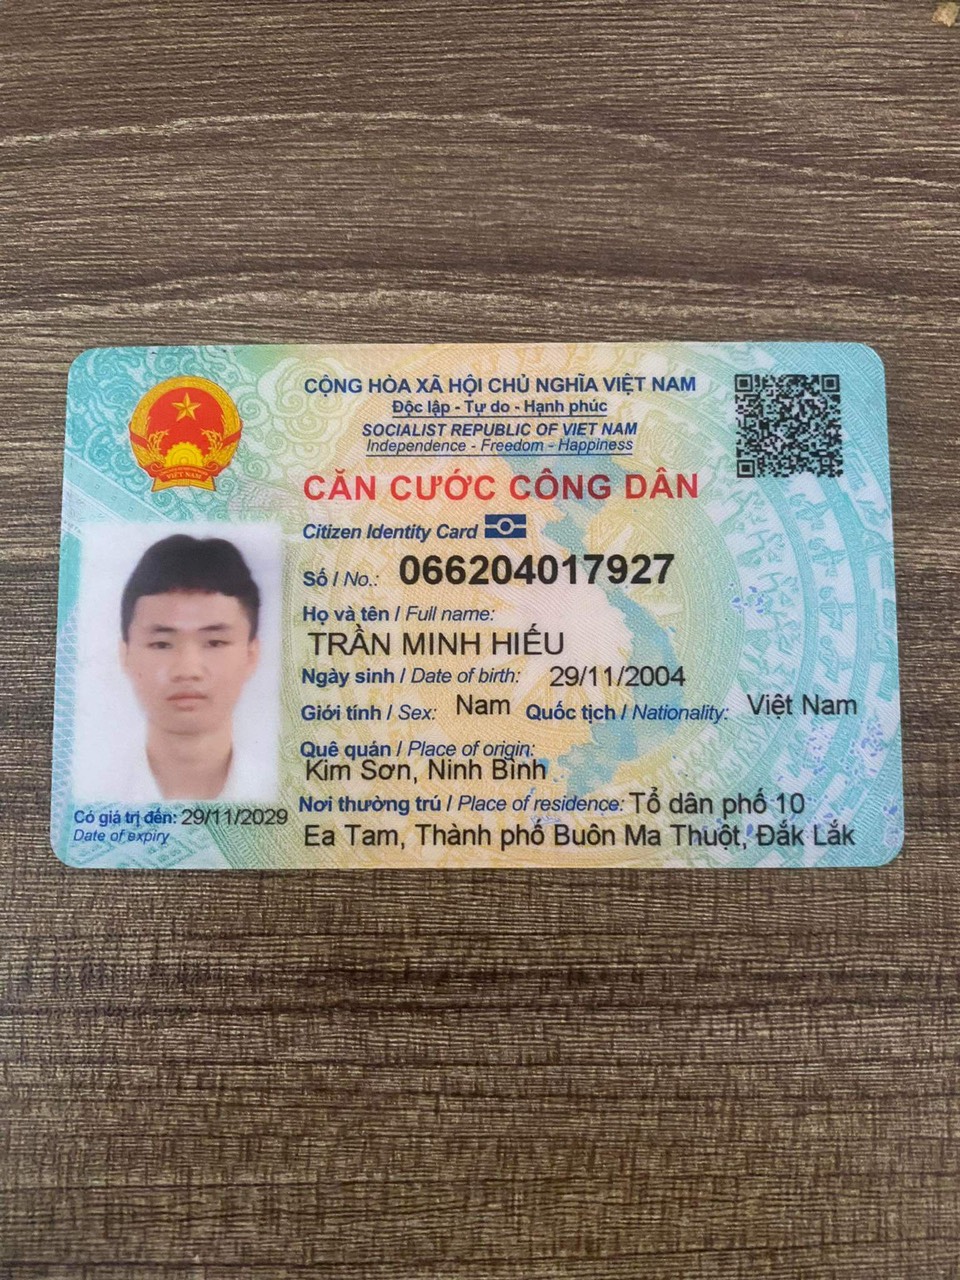 CỘNG HÒA XÃ HỘI CHỦ NGHĨA VIỆT NAM
Độc lập - Tự do - Hạnh phúc
SOCIALIST REPUBLIC OF VIET NAM
Independence - Freedom - Happiness
CĂN CƯỚC CÔNG DÂN
Citizen Identity Card
Số / No.: 066204017927
Họ và tên / Full name:
TRẦN MINH HIẾU
Ngày sinh / Date of birth: 29/11/2004
Giới tính / Sex: Nam Quốc tịch / Nationality: Việt Nam
Quê quán / Place of origin:
Kim Sơn, Ninh Bình
Nơi thường trú / Place of residence: Tổ dân phố 10
Ea Tam, Thành phố Buôn Ma Thuột, Đắk Lắk
Có giá trị đến: 29/11/2029
Date of expiry
VIỆT NAM